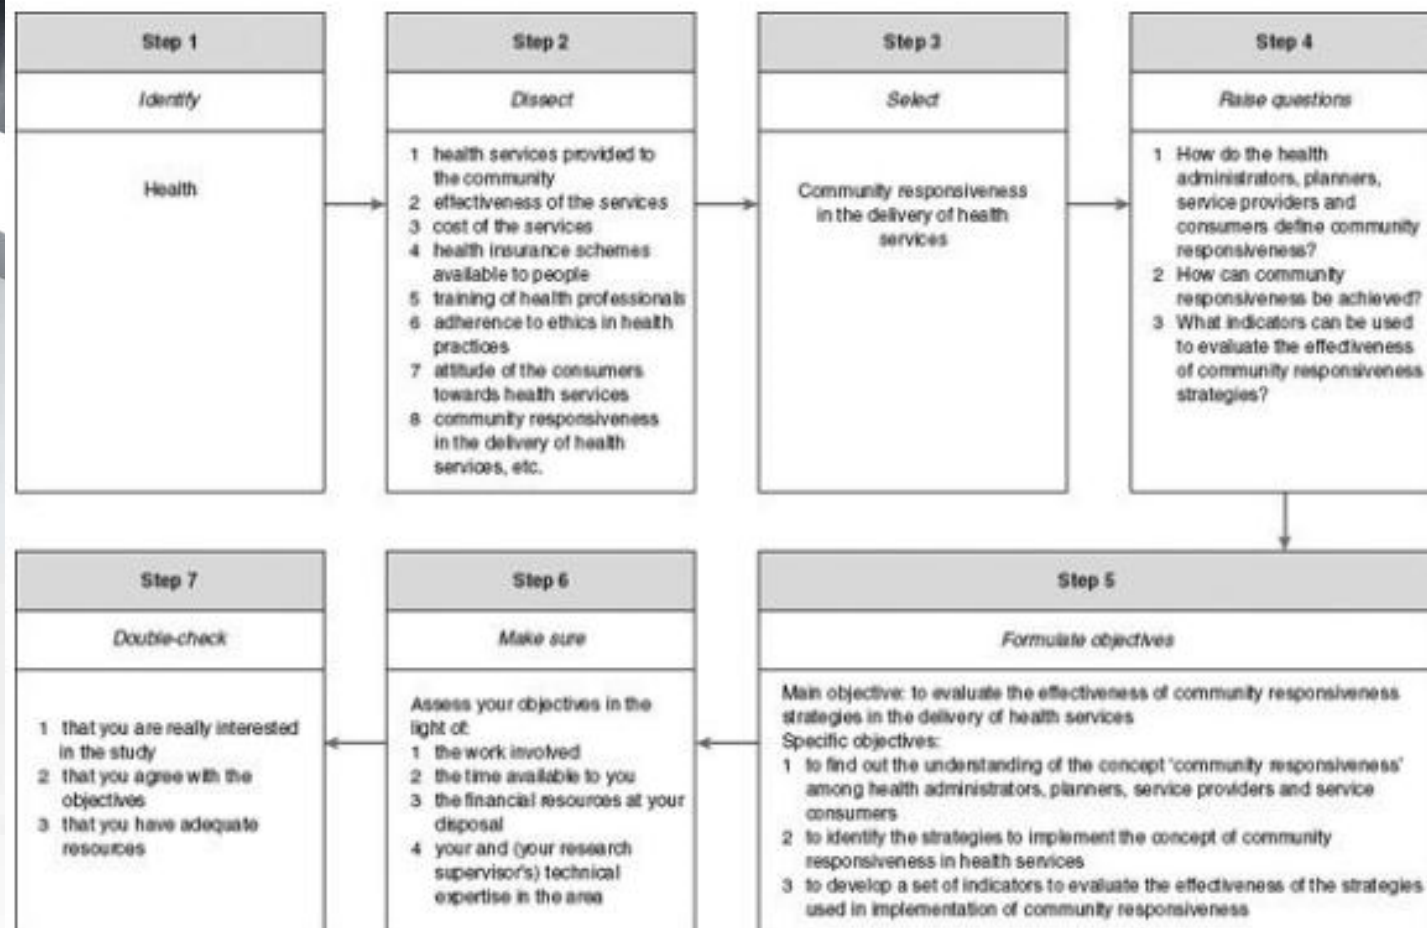 Step 1
Identify
Health
Step 2
Dissect
1 health services provided to
the community
2 effectiveness of the services
3 cost of the services
4 health insurance schemes
available to people
5 training of health professionals
6 adherence to ethics in health
practices
7 attitude of the consumers
towards health services
8 community responsiveness
in the delivery of health
services, etc.
Step 3
Select
Community responsiveness
in the delivery of health
services
Step 4
Raise questions
1 How do the health
administrators, planners,
service providers and
consumers define community
responsiveness?
2 How can community
responsiveness be achieved?
3 What indicators can be used
to evaluate the effectiveness
of community responsiveness
strategies?
Step 5
Formulate objectives
Main objective: to evaluate the effectiveness of community responsiveness
strategies in the delivery of health services
Specific objectives:
1 to find out the understanding of the concept 'community responsiveness'
among health administrators, planners, service providers and service
consumers
2 to identify the strategies to implement the concept of community
responsiveness in health services
3 to develop a set of indicators to evaluate the effectiveness of the strategies
used in implementation of community responsiveness
Step 6
Make sure
Assess your objectives in the
light of:
1 the work involved
2 the time available to you
3 the financial resources at your
disposal
4 your and (your research
supervisor's) technical
expertise in the area
Step 7
Double-check
1 that you are really interested
in the study
2 that you agree with the
objectives
3 that you have adequate
resources